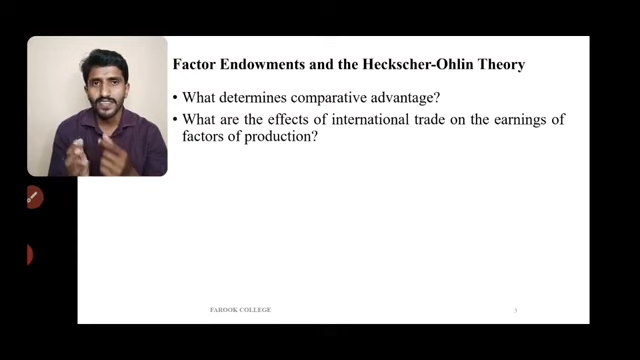 Factor Endowments and the Heckscher-Ohlin Theory
• What determines comparative advantage?
• What are the effects of international trade on the earnings of
factors of production?
FAROOK COLLEGE
3